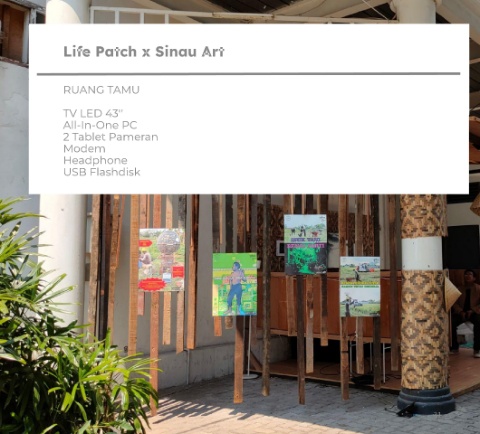 Life Patch x Sinau Art
RUANG TAMU
TV LED 43"
All-In-One PC
2 Tablet Pameran
Modem
Headphone
USB Flashdisk